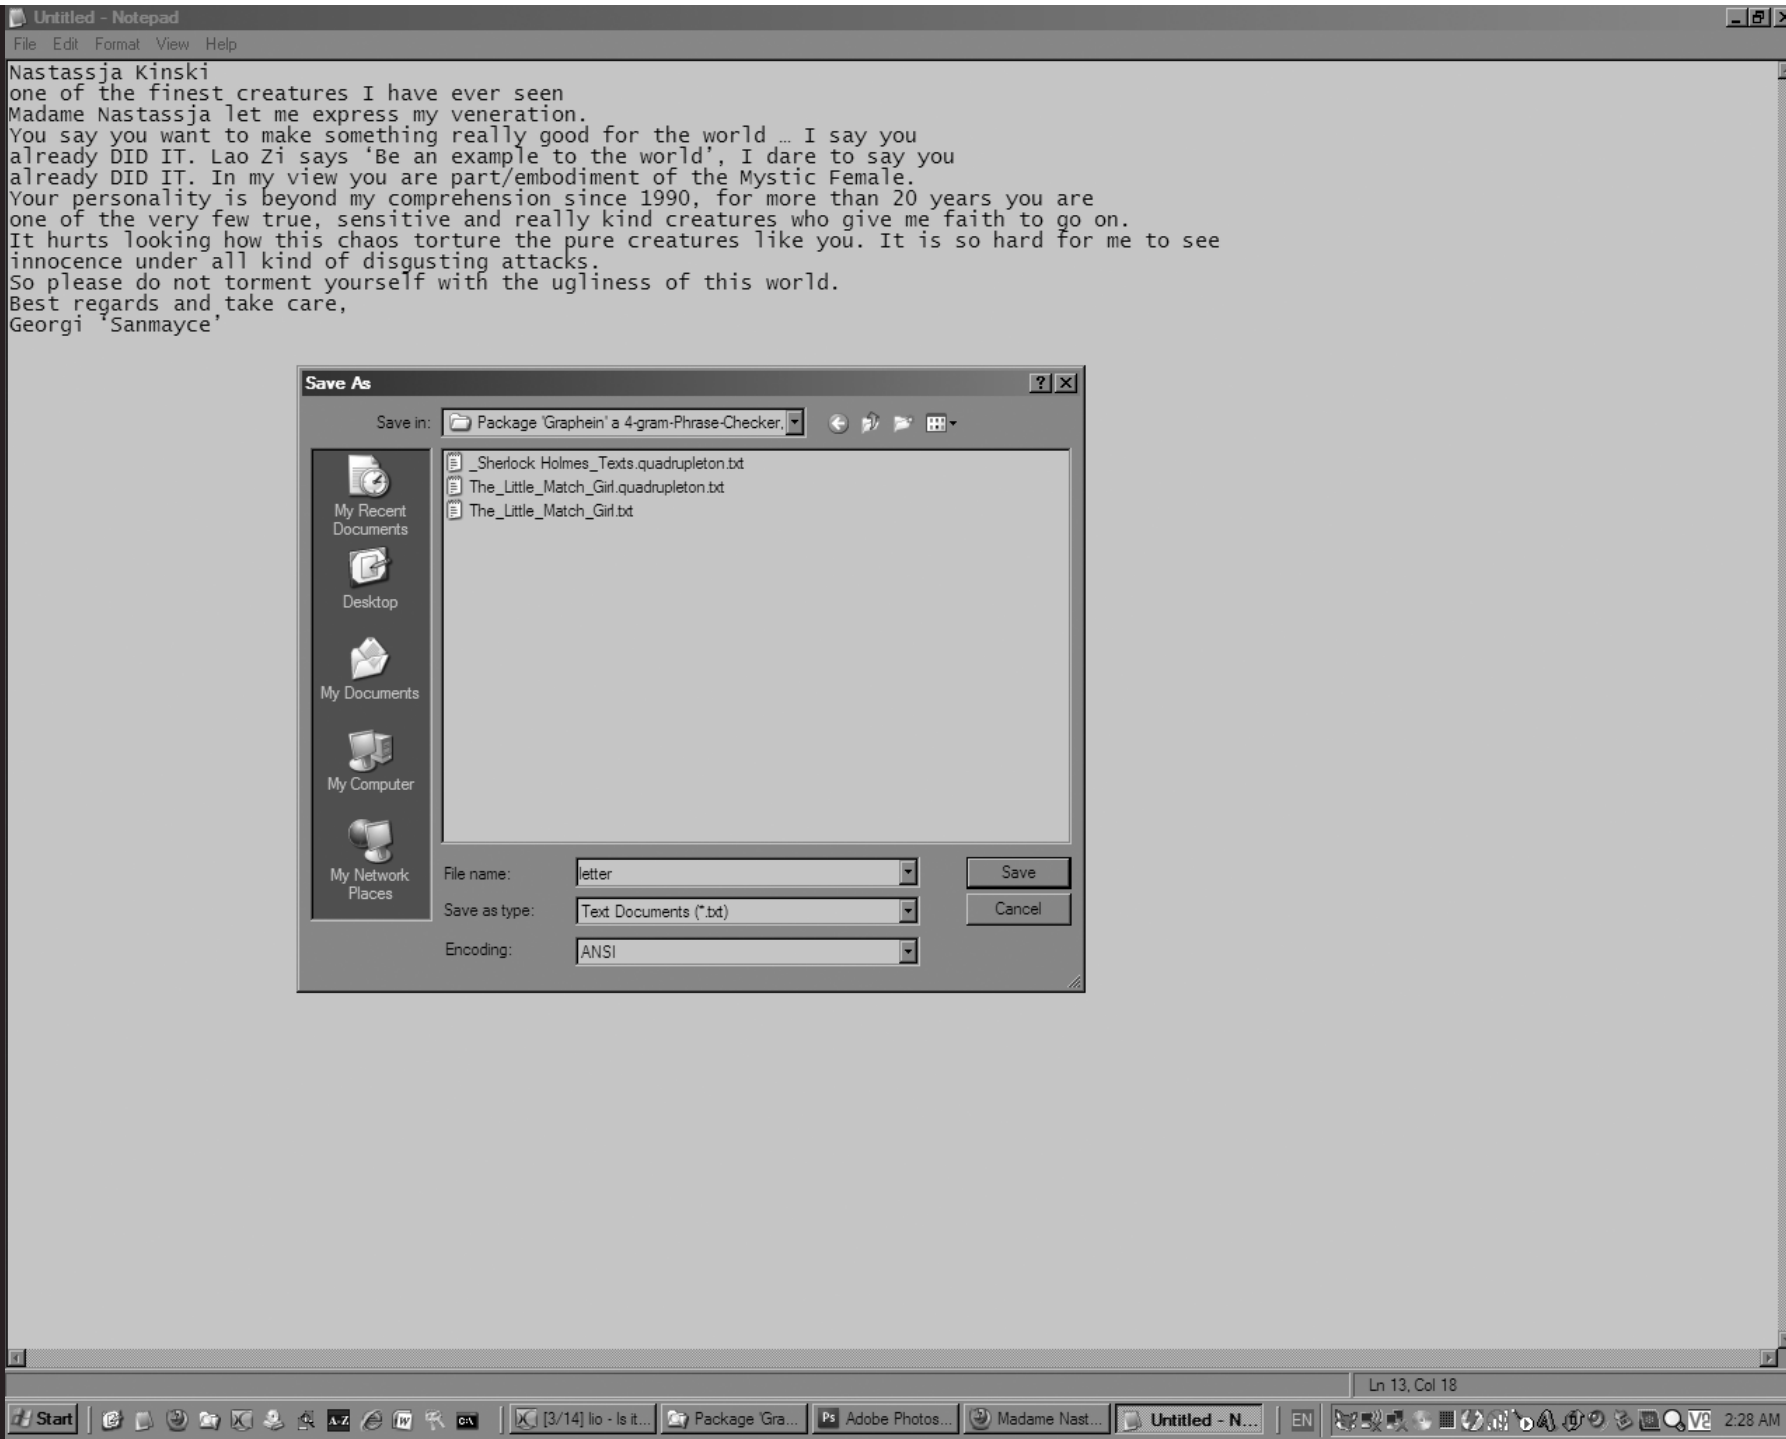 Untitled - Notepad
File Edit Format View Help
Nastassja Kinski
one of the finest creatures I have ever seen
Madame Nastassja let me express my veneration.
You say you want to make something really good for the world … I say you
already DID IT. Lao Zi says ‘Be an example to the world’, I dare to say you
already DID IT. In my view you are part/embodiment of the Mystic Female.
Your personality is beyond my comprehension since 1990, for more than 20 years you are
one of the very few true, sensitive and really kind creatures who give me faith to go on.
It hurts looking how this chaos torture the pure creatures like you. It is so hard for me to see
innocence under all kind of disgusting attacks.
So please do not torment yourself with the ugliness of this world.
Best regards and take care,
Georgi ‘Sanmayce’
Save As
Save in: Package 'Graphein' a 4-gram-Phrase-Checker,
_Sherlock Holmes_Texts.quadrupleton.txt
The_Little_Match_Girl.quadrupleton.txt
The_Little_Match_Girl.txt
My Recent
Documents
Desktop
My Documents
My Computer
My Network
Places
File name: letter
Save
Save as type: Text Documents (*.txt)
Cancel
Encoding: ANSI
Ln 13, Col 18
Start
A-Z
C:\
[3/14] lio - Is it...
Package 'Gra...
Ps Adobe Photos...
Madame Nast...
Untitled - N...
EN
2:28 AM